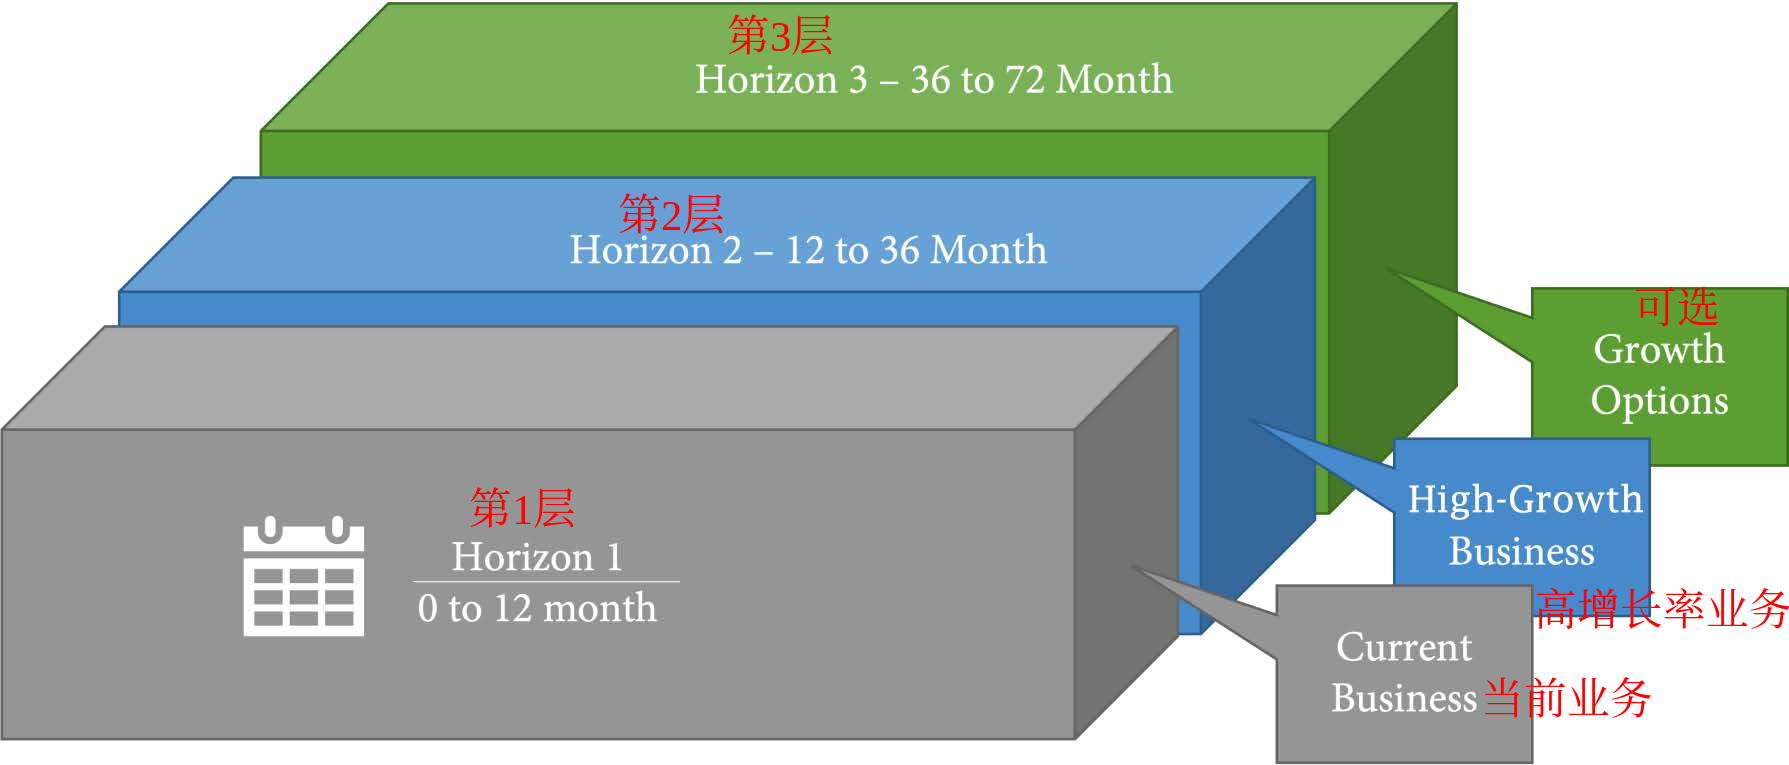 第3层
Horizon 3 – 36 to 72 Month
第2层
Horizon 2 – 12 to 36 Month
第1层
Horizon 1
0 to 12 month
可选
Growth
Options
High-Growth
Business
高增长率业务
Current
Business 当前业务